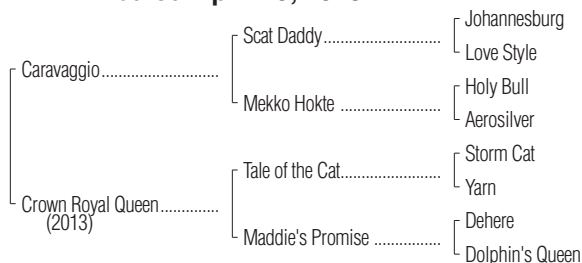 Johannesburg
Scat Daddy
Love Style
Caravaggio
Holy Bull
Mekko Hokte
Aerosilver
Storm Cat
Tale of the Cat
Yarn
Crown Royal Queen
(2013)
Dehere
Maddie's Promise
Dolphin's Queen